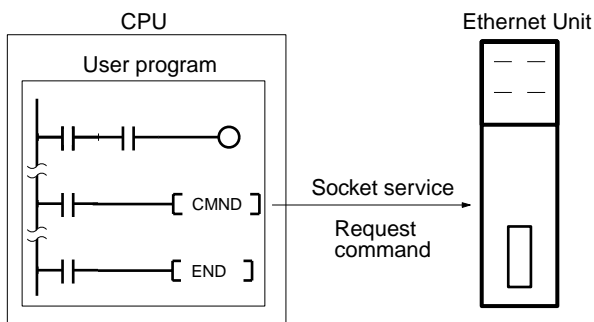 CPU
Ethernet Unit
User program
CMND
Socket service
Request
command
END